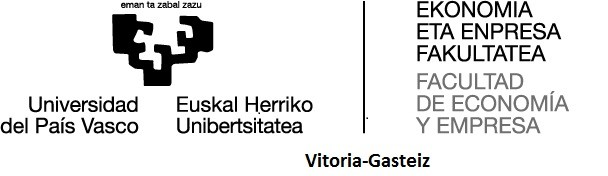 eman ta zabal zazu
Universidad
del País Vasco
Euskal Herriko
Unibertsitatea
EKONOMIA
ETA ENPRESA
FAKULTATEA
FACULTAD
DE ECONOMÍA
Y EMPRESA
Vitoria-Gasteiz